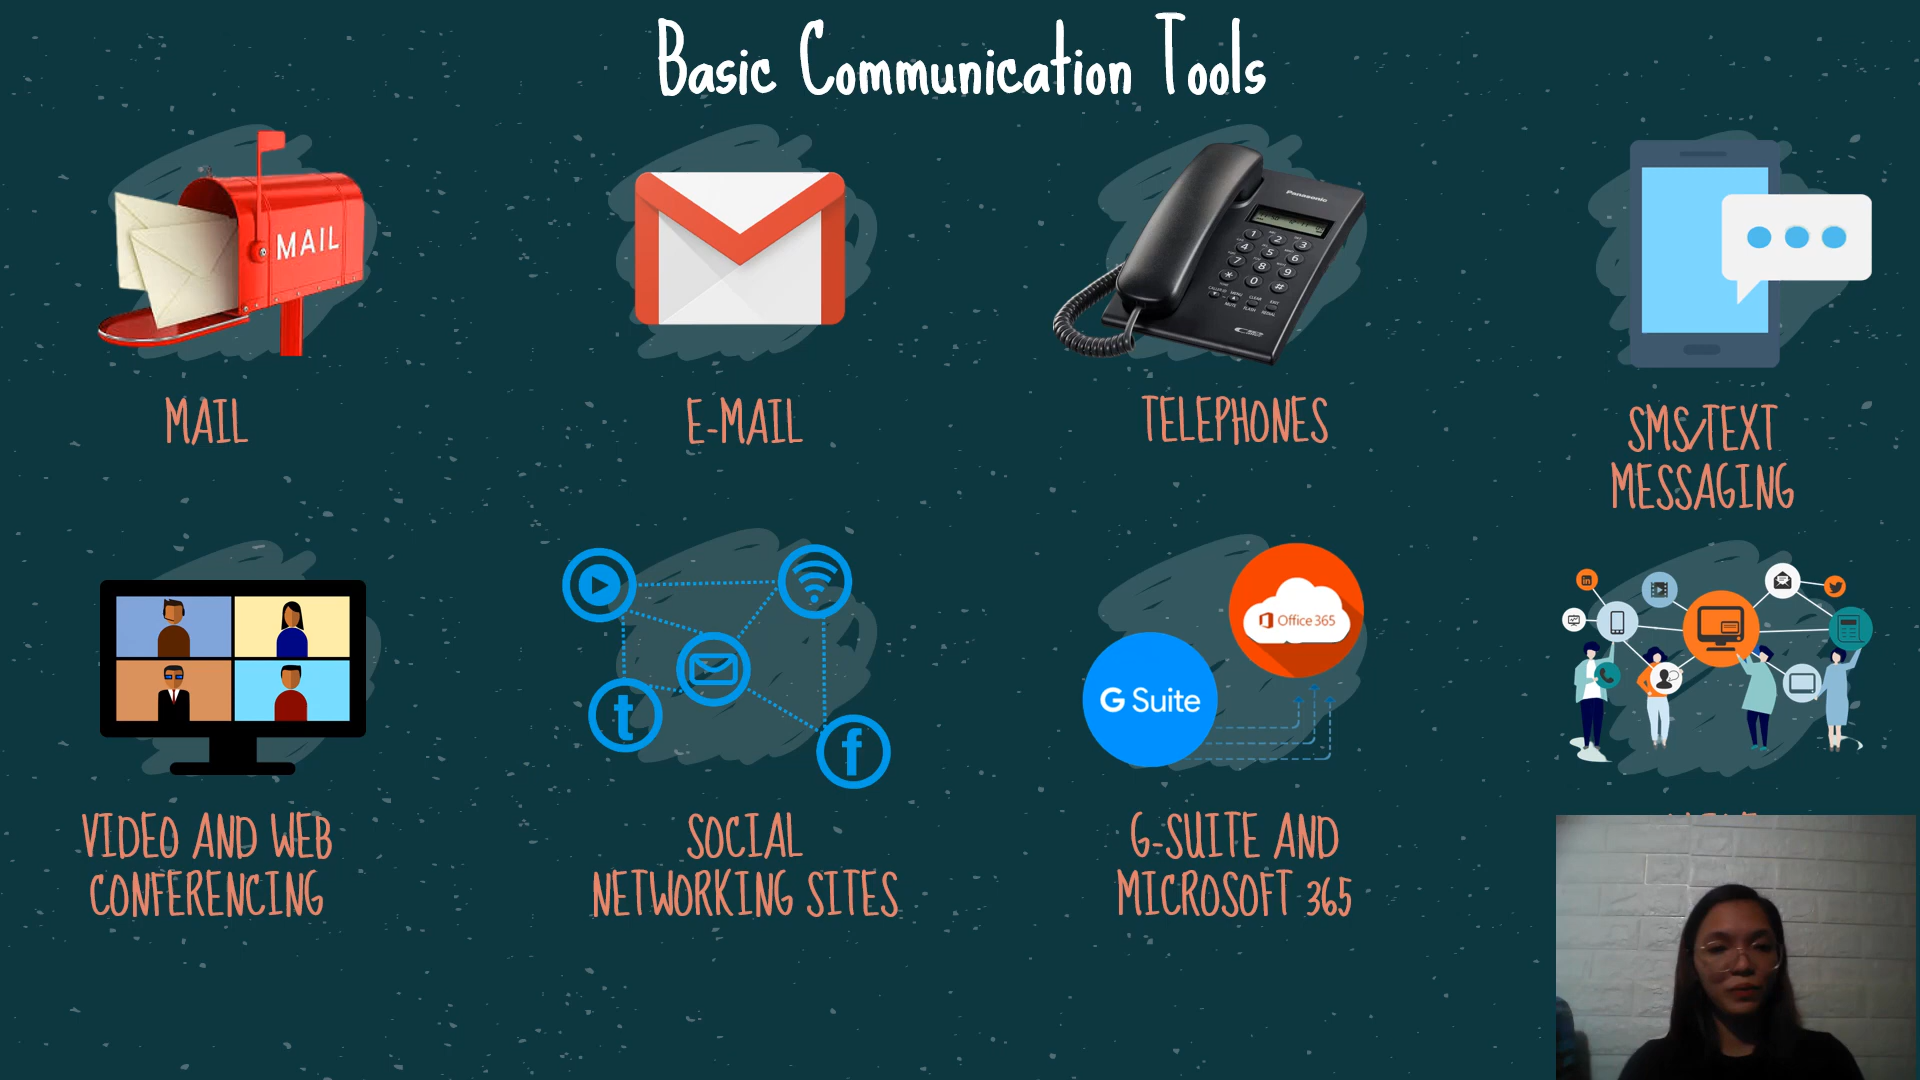 Basic Communication Tools
MAIL
Panasonic
MAIL
E-MAIL
TELEPHONES
SMS/TEXT
MESSAGING
Office 365
G Suite
VIDEO AND WEB
CONFERENCING
SOCIAL
NETWORKING SITES
G-SUITE AND
MICROSOFT 365